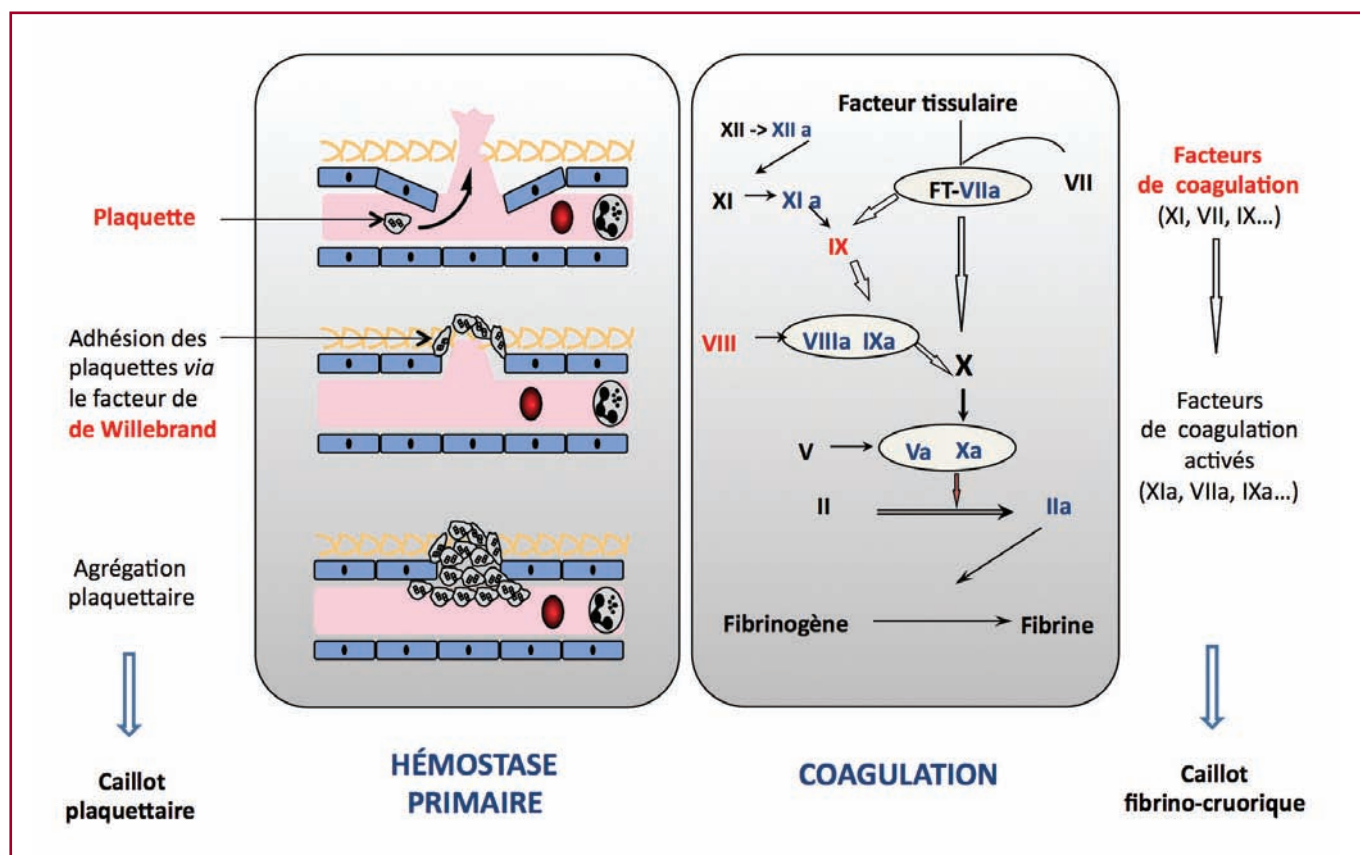 Plaquette
Adhésion des
plaquettes via
le facteur de
de Willebrand
Agrégation
plaquettaire
Caillot
plaquettaire
HÉMOSTASE
PRIMAIRE
Facteur tissulaire
XII -> XII a
XI
XI a
FT-VIIa
VII
IX
VIII
VIIIa IXa
X
V
Va Xa
II
IIa
Fibrinogène
Fibrine
COAGULATION
Facteurs
de coagulation
(XI, VII, IX...)
Facteurs
de coagulation
activés
(XIa, VIIa, IXa...)
Caillot
fibrino-cruorique